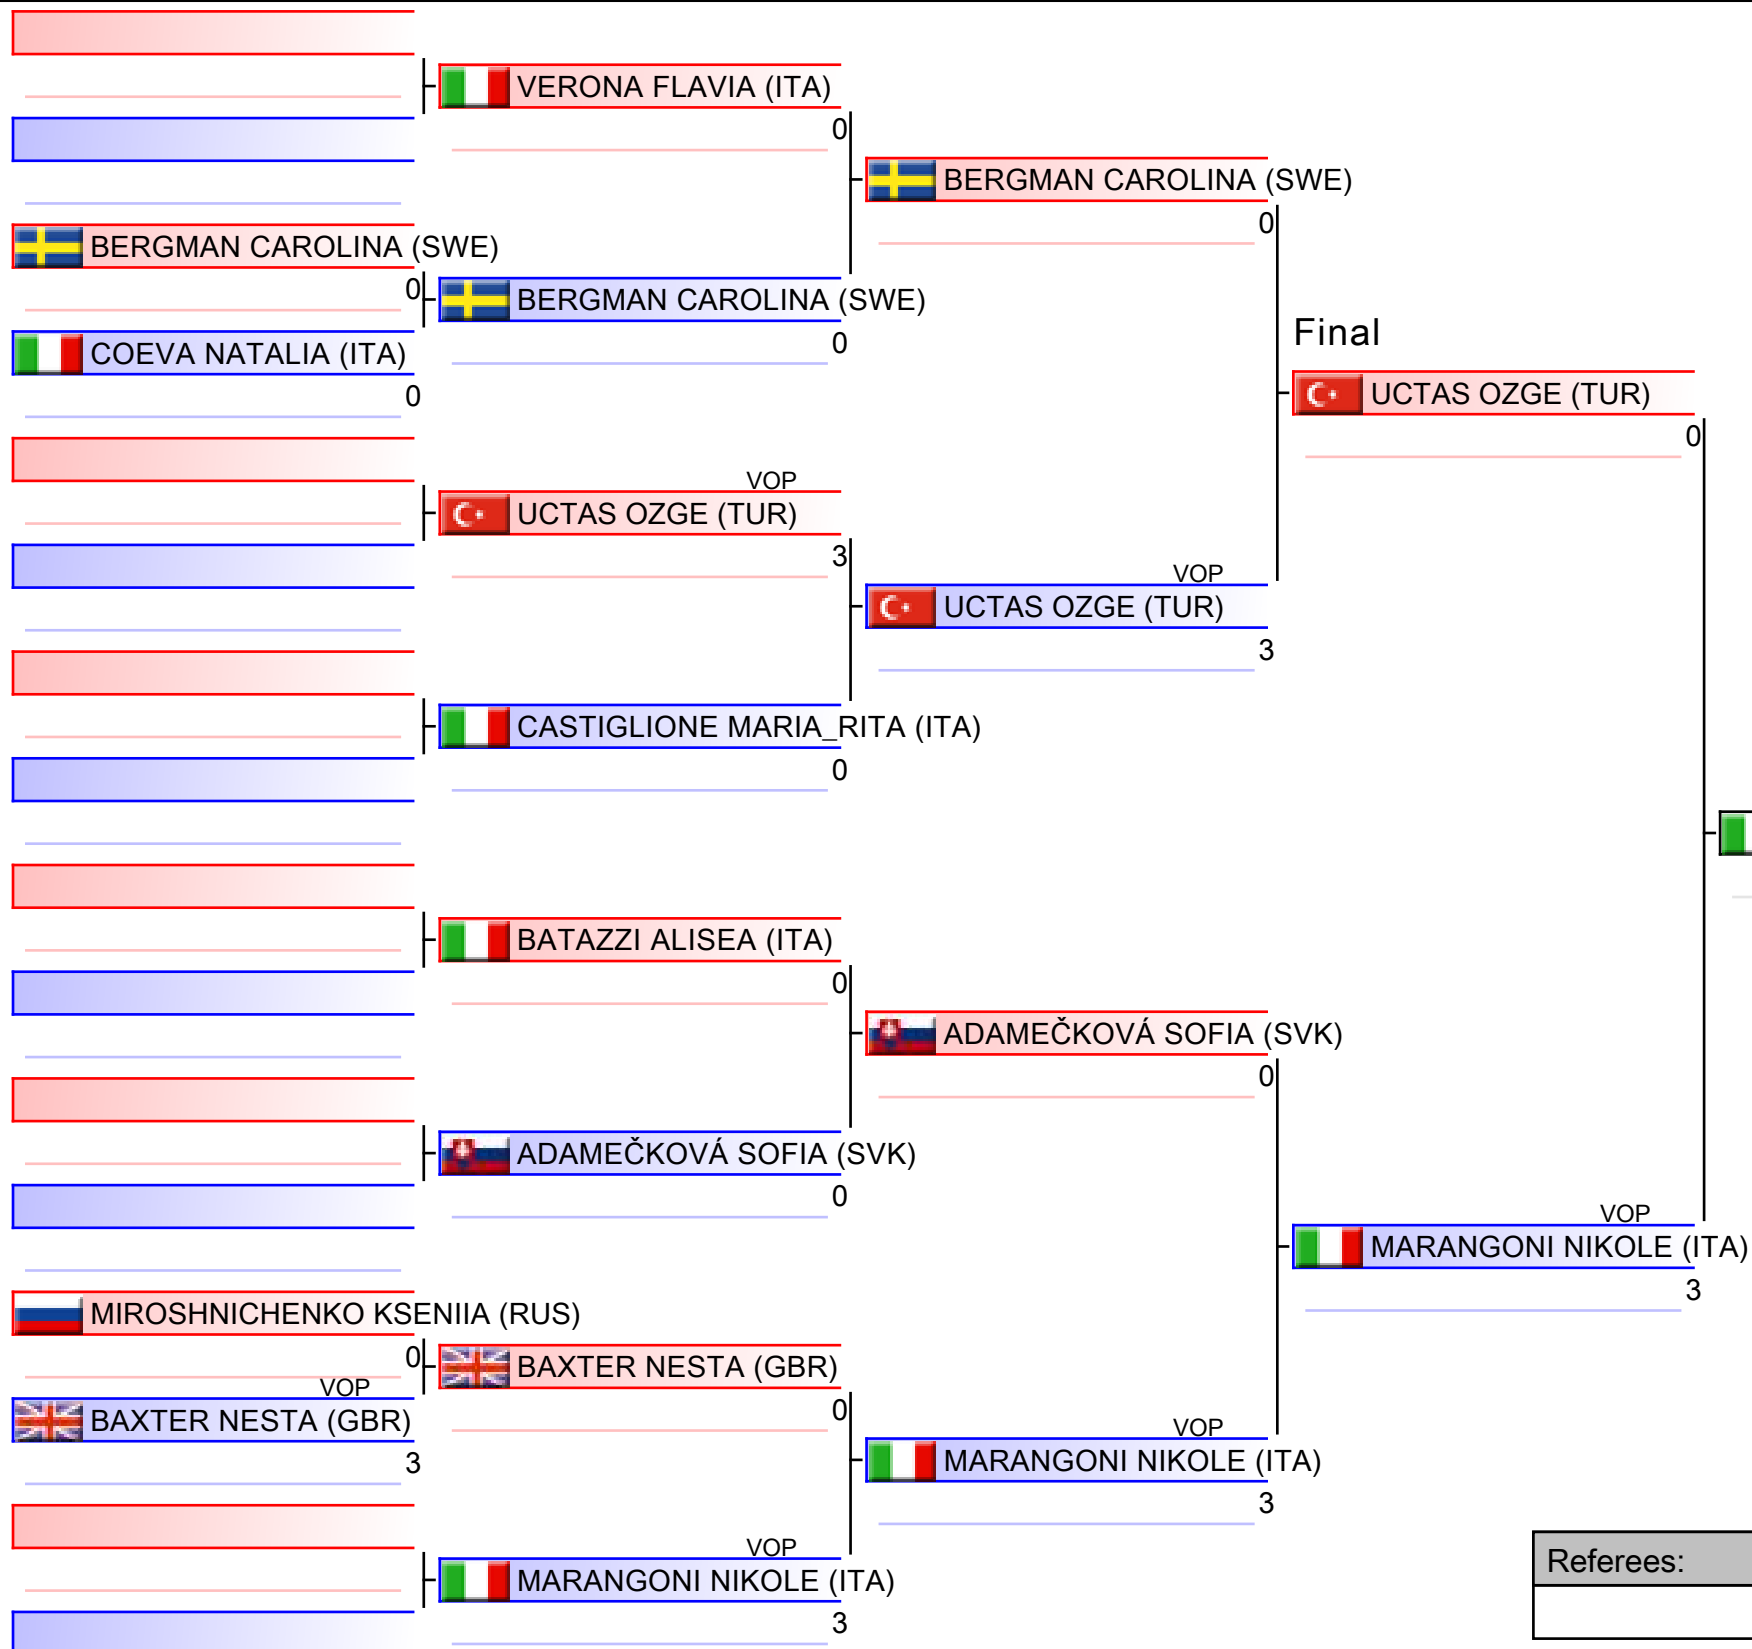 VERONA FLAVIA (ITA)
0
BERGMAN CAROLINA (SWE)
0
BERGMAN CAROLINA (SWE)
0
BERGMAN CAROLINA (SWE)
0
COEVA NATALIA (ITA)
0
Final
UCTAS OZGE (TUR)
0
VOP
UCTAS OZGE (TUR)
3
VOP
UCTAS OZGE (TUR)
3
CASTIGLIONE MARIA_RITA (ITA)
0
BATAZZI ALISEA (ITA)
0
ADAMEČKOVÁ SOFIA (SVK)
0
ADAMEČKOVÁ SOFIA (SVK)
0
VOP
MARANGONI NIKOLE (ITA)
3
MIROSHNICHENKO KSENIIA (RUS)
0
BAXTER NESTA (GBR)
0
VOP
BAXTER NESTA (GBR)
3
VOP
MARANGONI NIKOLE (ITA)
3
VOP
MARANGONI NIKOLE (ITA)
3
Referees: